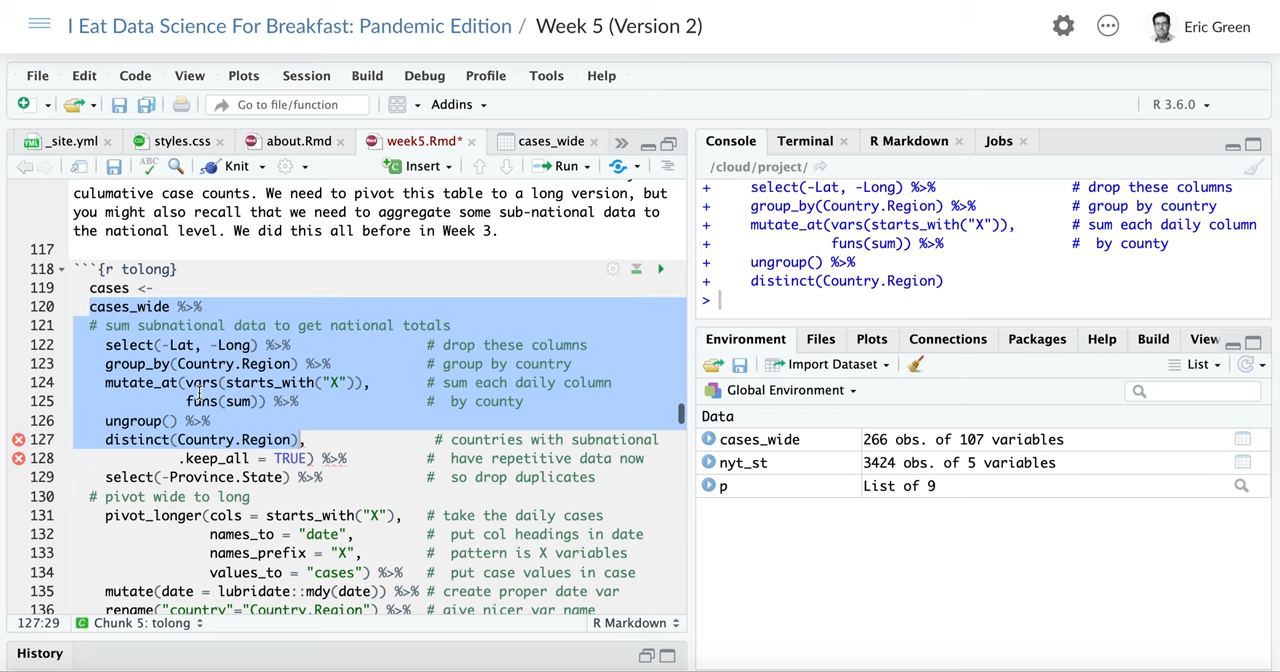 I Eat Data Science For Breakfast: Pandemic Edition / Week 5 (Version 2)
Eric Green
File Edit Code View Plots Session Build Debug Profile Tools Help
Go to file/function
Addins
R 3.6.0
_site.yml
styles.css
about.Rmd
week5.Rmd*
cases_wide
ABC
Knit
Insert
Run
culumative case counts. We need to pivot this table to a long version, but
you might also recall that we need to aggregate some sub-national data to
the national level. We did this all before in Week 3.
117
118 ```{r tolong}
119 cases <-
120 cases_wide %>%
121 # sum subnational data to get national totals
122 select(-Lat, -Long) %>% # drop these columns
123 group_by(Country.Region) %>% # group by country
124 mutate_at(vars(starts_with("X")), # sum each daily column
125 funs(sum)) %>% # by county
126 ungroup() %>%
127 distinct(Country.Region), # countries with subnational
128 .keep_all = TRUE) %>% # have repetitive data now
129 select(-Province.State) %>% # so drop duplicates
130 # pivot wide to long
131 pivot_longer(cols = starts_with("X"), # take the daily cases
132 names_to = "date", # put col headings in date
133 names_prefix = "X", # pattern is X variables
134 values_to = "cases") %>% # put case values in case
135 mutate(date = lubridate::mdy(date)) %>% # create proper date var
136 rename("country"="Country.Region") %>% # give nicer var name
127:29 C Chunk 5: tolong R Markdown
History
Console Terminal R Markdown Jobs
/cloud/project/
+ select(-Lat, -Long) %>% # drop these columns
+ group_by(Country.Region) %>% # group by country
+ mutate_at(vars(starts_with("X")), # sum each daily column
+ funs(sum)) %>% # by county
+ ungroup() %>%
+ distinct(Country.Region)
>
Environment Files Plots Connections Packages Help Build View
Import Dataset
List
Global Environment
Data
cases_wide 266 obs. of 107 variables
nyt_st 3424 obs. of 5 variables
p List of 9